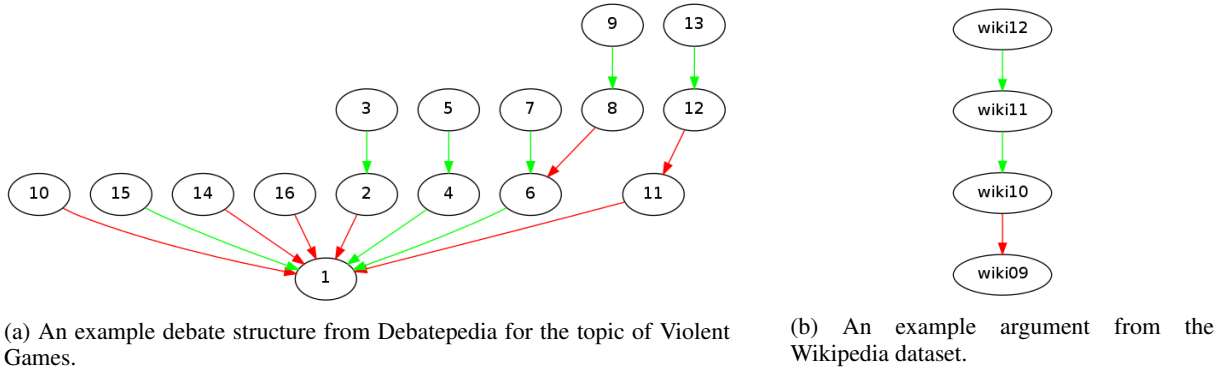 9 13 wiki12
3 5 7 8 12 wiki11
10 15 14 16 2 4 6 11 wiki10
1 wiki09
(a) An example debate structure from Debatepedia for the topic of Violent
Games.
(b) An example argument from the
Wikipedia dataset.